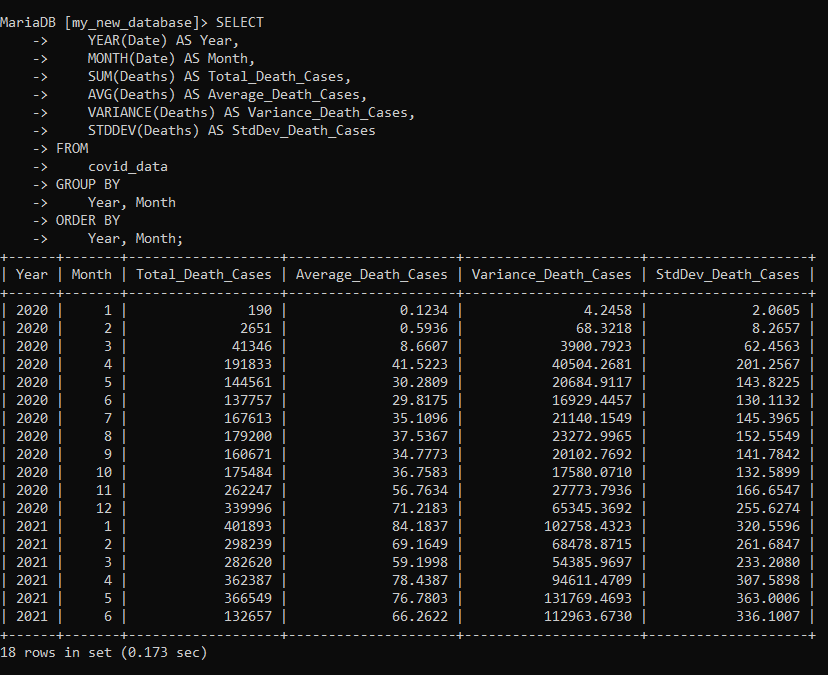 MariaDB [my_new_database]> SELECT
    ->     YEAR(Date) AS Year,
    ->     MONTH(Date) AS Month,
    ->     SUM(Deaths) AS Total_Death_Cases,
    ->     AVG(Deaths) AS Average_Death_Cases,
    ->     VARIANCE(Deaths) AS Variance_Death_Cases,
    ->     STDDEV(Deaths) AS StdDev_Death_Cases
    -> FROM
    ->     covid_data
    -> GROUP BY
    ->     Year, Month
    -> ORDER BY
    ->     Year, Month;
+------+-------+-------------------+---------------------+----------------------+--------------------+
| Year | Month | Total_Death_Cases | Average_Death_Cases | Variance_Death_Cases | StdDev_Death_Cases |
+------+-------+-------------------+---------------------+----------------------+--------------------+
| 2020 |     1 |               190 |              0.1234 |               4.2458 |             2.0605 |
| 2020 |     2 |              2651 |              0.5936 |              68.3218 |             8.2657 |
| 2020 |     3 |             41346 |              8.6607 |            3900.7923 |            62.4563 |
| 2020 |     4 |            191833 |             41.5223 |           40504.2681 |           201.2567 |
| 2020 |     5 |            144561 |             30.2809 |           20684.9117 |           143.8225 |
| 2020 |     6 |            137757 |             29.8175 |           16929.4457 |           130.1132 |
| 2020 |     7 |            167613 |             35.1096 |           21140.1549 |           145.3965 |
| 2020 |     8 |            179200 |             37.5367 |           23272.9965 |           152.5549 |
| 2020 |     9 |            160671 |             34.7773 |           20102.7692 |           141.7842 |
| 2020 |    10 |            175484 |             36.7583 |           17580.0710 |           132.5899 |
| 2020 |    11 |            262247 |             56.7634 |           27773.7936 |           166.6547 |
| 2020 |    12 |            339996 |             71.2183 |           65345.3692 |           255.6274 |
| 2021 |     1 |            401893 |             84.1837 |          102758.4323 |           320.5596 |
| 2021 |     2 |            298239 |             69.1649 |           68478.8715 |           261.6847 |
| 2021 |     3 |            282620 |             59.1998 |           54385.9697 |           233.2080 |
| 2021 |     4 |            362387 |             78.4387 |           94611.4709 |           307.5898 |
| 2021 |     5 |            366549 |             76.7803 |          131769.4693 |           363.0006 |
| 2021 |     6 |            132657 |             66.2622 |          112963.6730 |           336.1007 |
+------+-------+-------------------+---------------------+----------------------+--------------------+
18 rows in set (0.173 sec)